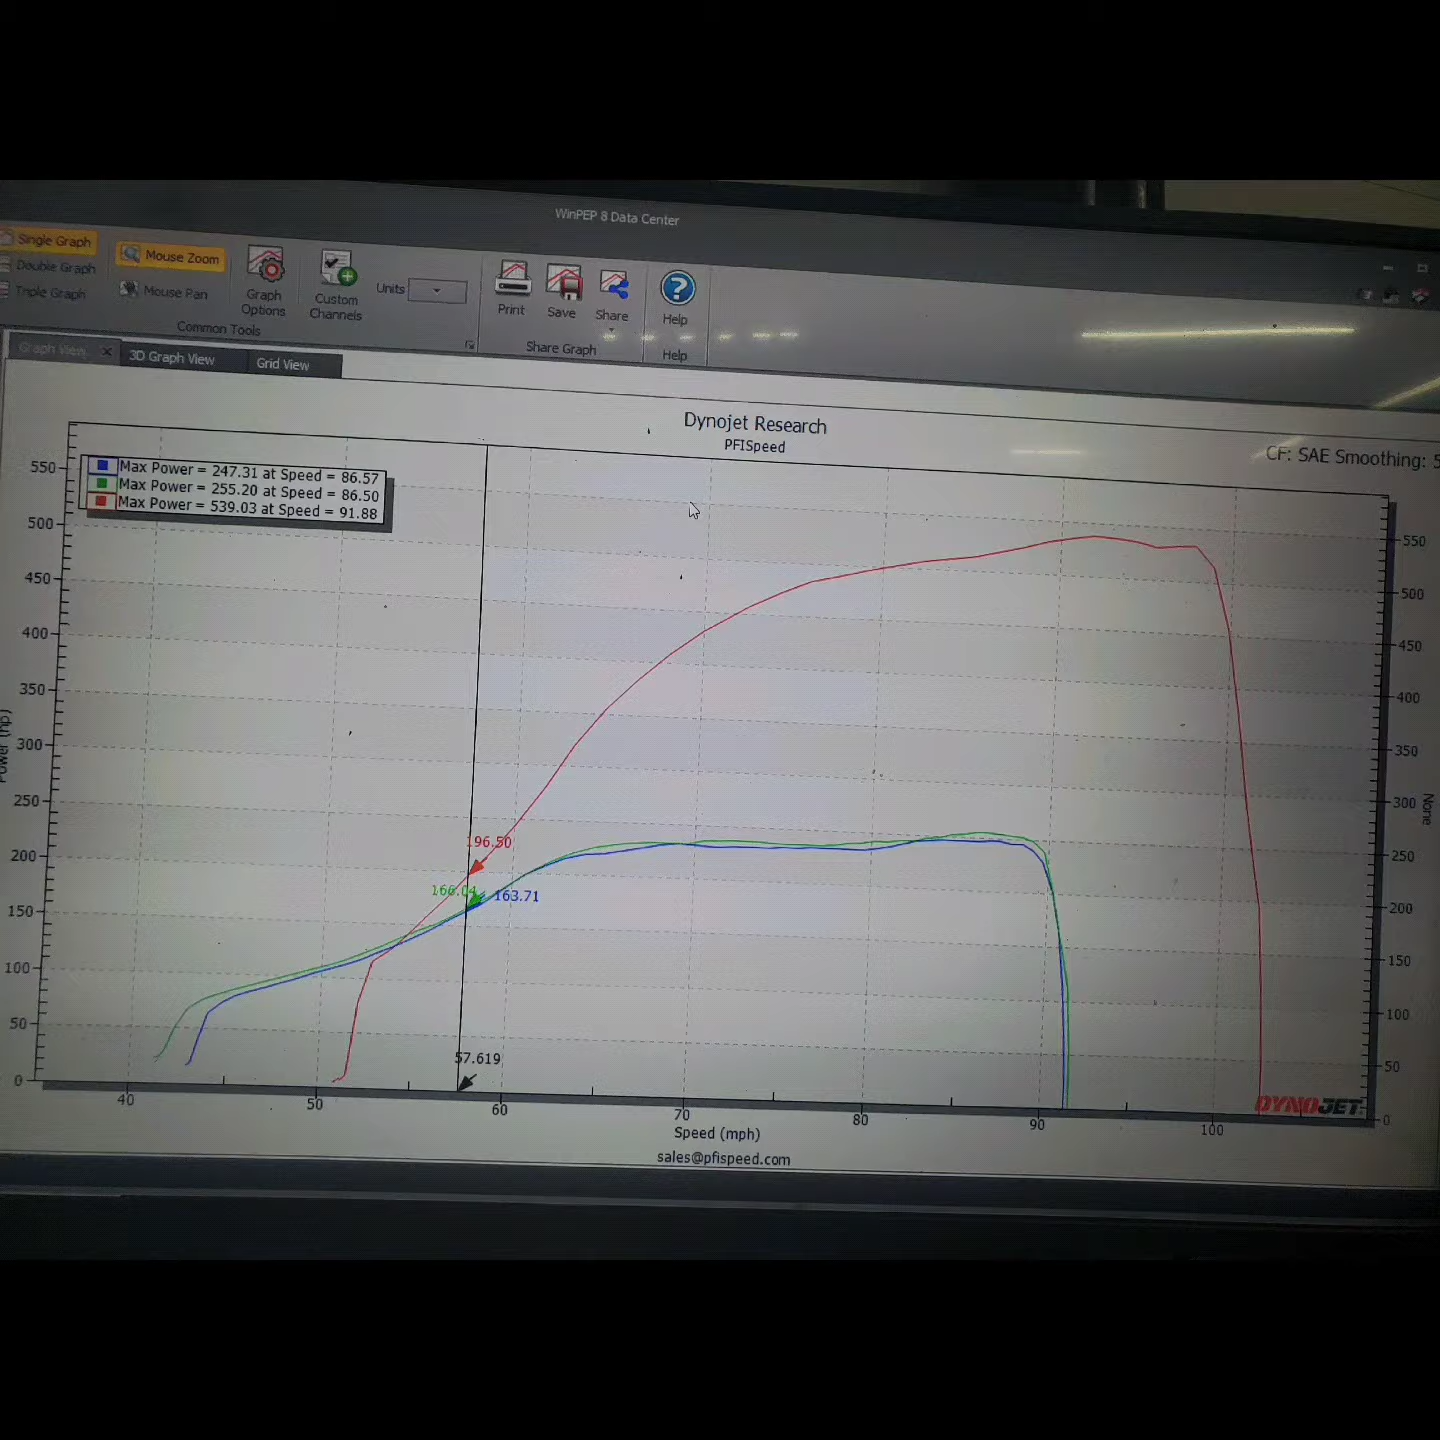 WinPEP 8 Data Center
Single Graph
Double Graph
Triple Graph
Mouse Zoom
Mouse Pan
Graph Options
Custom Channels
Units
Common Tools
Print
Save
Share
Share Graph
Help
Help
Graph View
3D Graph View
Grid View
Dynojet Research
PFISpeed
CF: SAE Smoothing: 5
Max Power = 247.31 at Speed = 86.57
Max Power = 255.20 at Speed = 86.50
Max Power = 539.03 at Speed = 91.88
550
500
450
400
350
300
250
200
150
100
50
0
Power (hp)
196.50
166.04
163.71
57.619
550
500
450
400
350
300
250
200
150
100
50
0
None
DYNOJET
40
50
60
70
80
90
100
Speed (mph)
sales@pfispeed.com